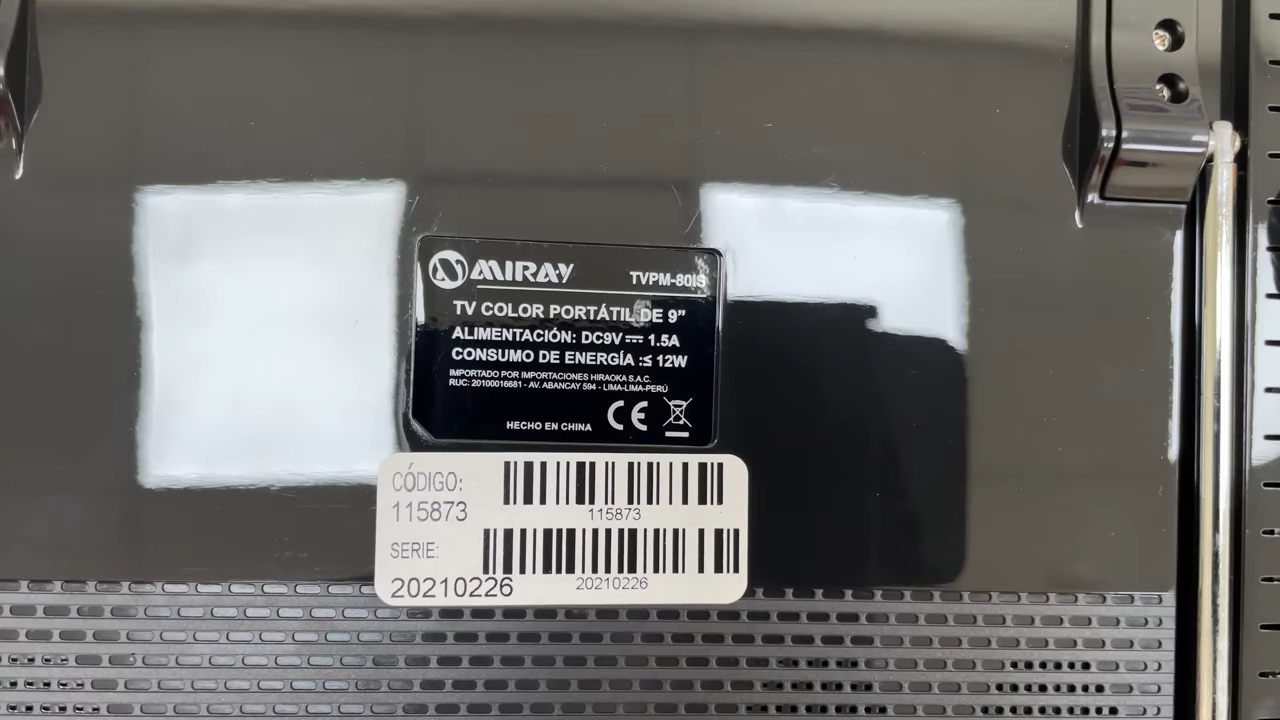 MIRAY TVPM-80IS
TV COLOR PORTÁTIL DE 9”
ALIMENTACIÓN: DC9V⎓ 1.5A
CONSUMO DE ENERGÍA :≤ 12W
IMPORTADO POR IMPORTACIONES HIRAOKA S.A.C.
RUC: 20100016681 - AV. ABANCAY 594 - LIMA-LIMA-PERÚ
HECHO EN CHINA CE
CÓDIGO:
115873
115873
SERIE:
20210226
20210226